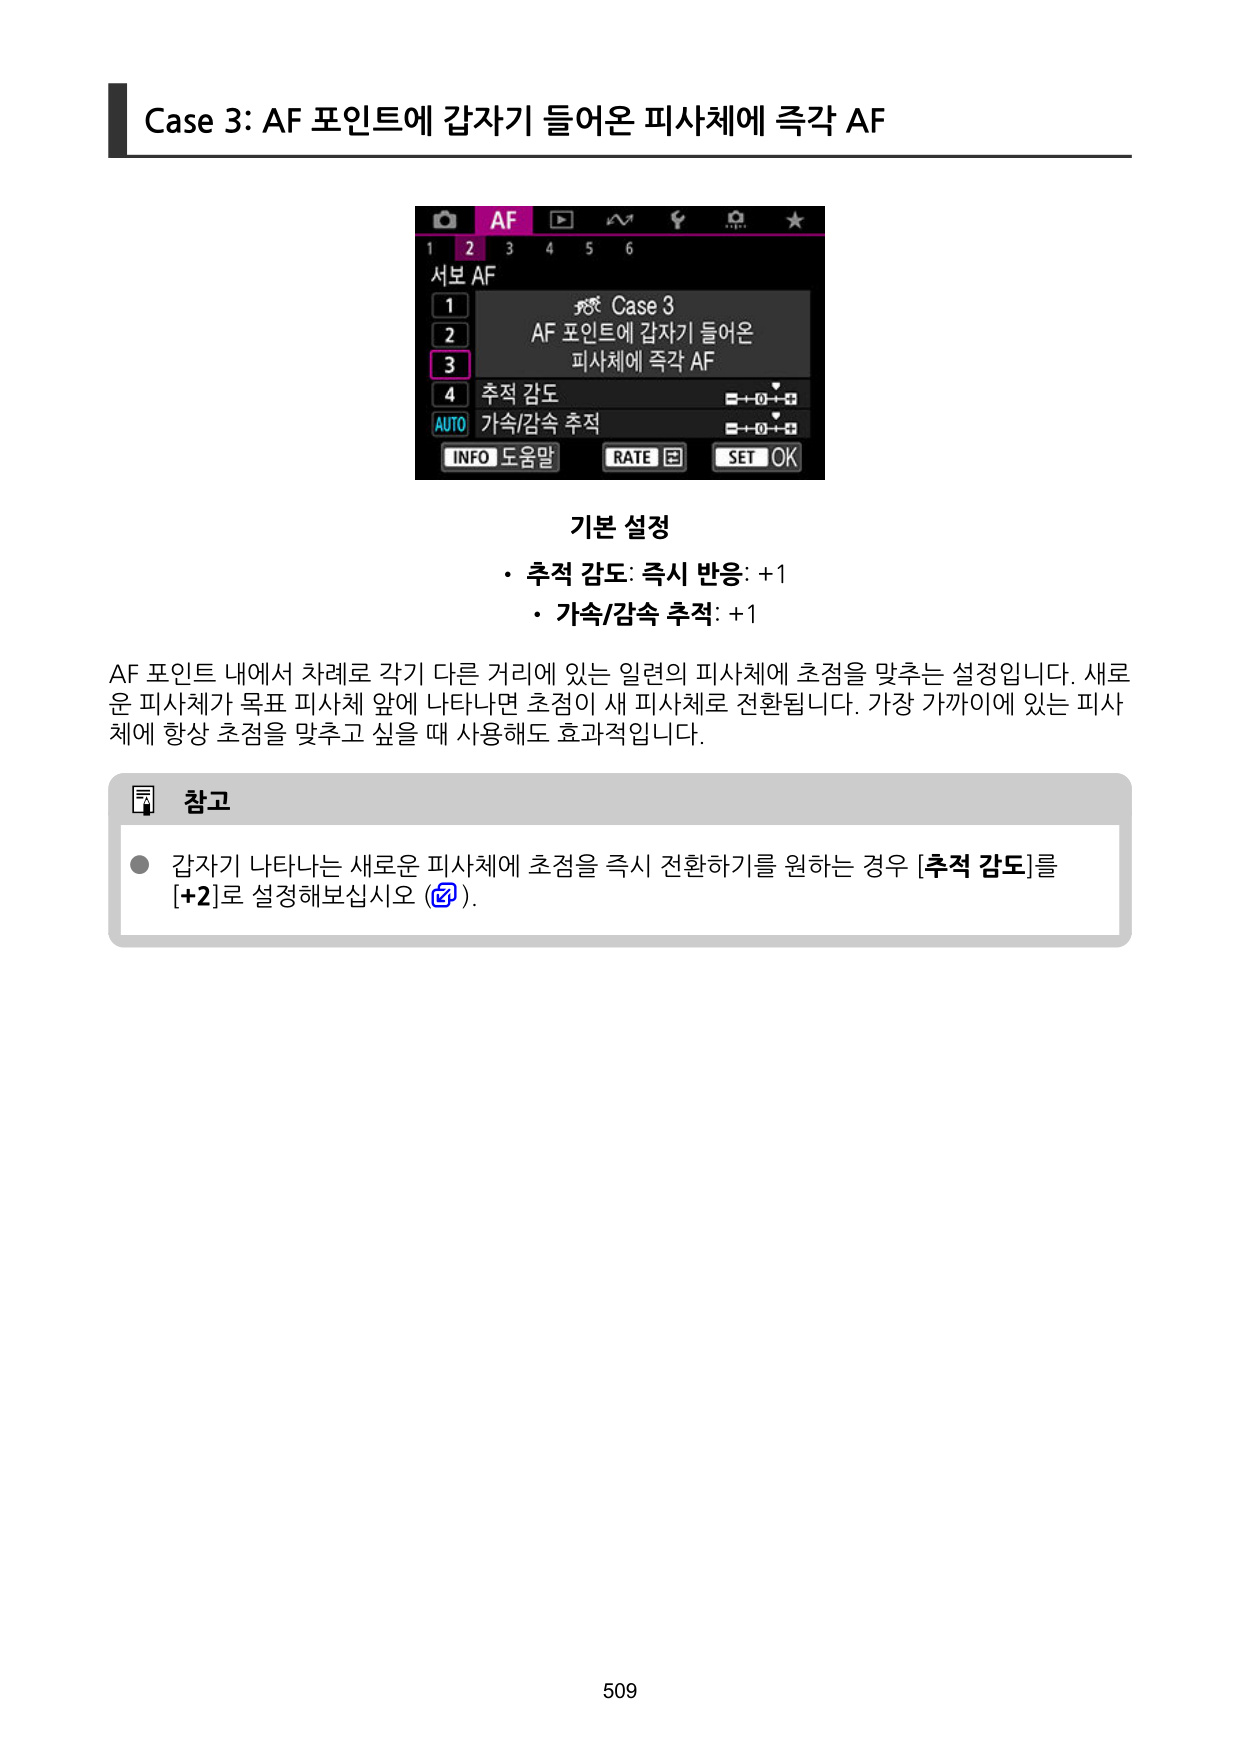 Case 3: AF 포인트에 갑자기 들어온 피사체에 즉각 AF
AF
1 2 3 4 5 6
서보 AF
1
Case 3
2
AF 포인트에 갑자기 들어온
3
피사체에 즉각 AF
4 추적 감도
AUTO 가속/감속 추적
INFO 도움말 RATE SET OK
기본 설정
• 추적 감도: 즉시 반응: +1
• 가속/감속 추적: +1
AF 포인트 내에서 차례로 각기 다른 거리에 있는 일련의 피사체에 초점을 맞추는 설정입니다. 새로
운 피사체가 목표 피사체 앞에 나타나면 초점이 새 피사체로 전환됩니다. 가장 가까이에 있는 피사
체에 항상 초점을 맞추고 싶을 때 사용해도 효과적입니다.
참고
● 갑자기 나타나는 새로운 피사체에 초점을 즉시 전환하기를 원하는 경우 [추적 감도]를
[+2]로 설정해보십시오 ( ).
509